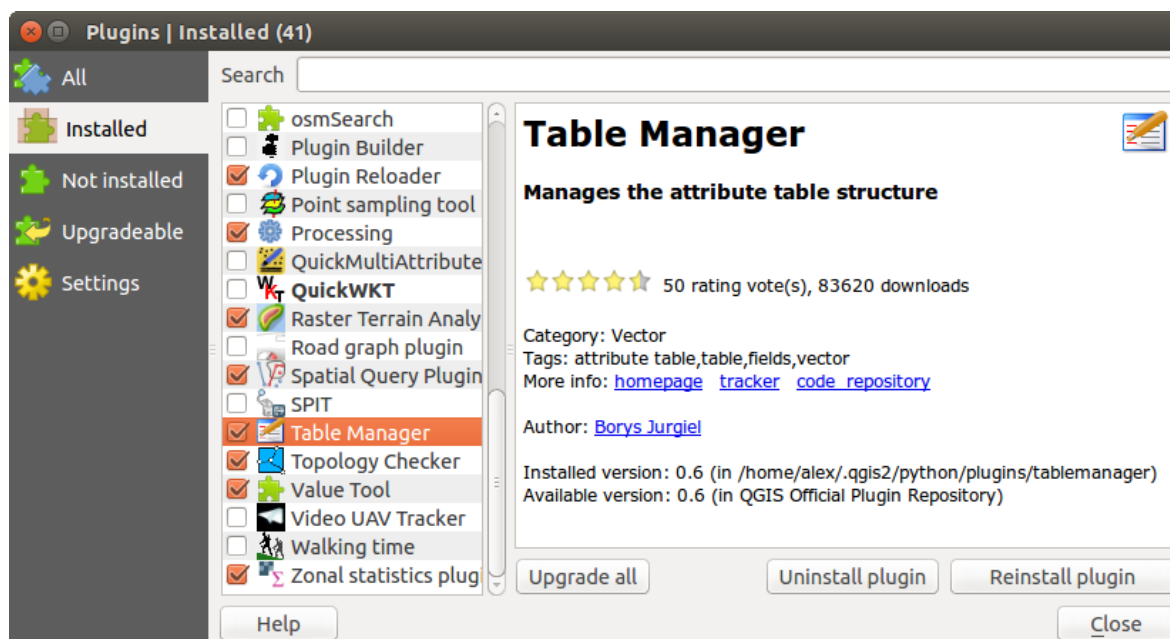 Plugins | Installed (41)
All
Installed
Not installed
Upgradeable
Settings
Search
osmSearch
Plugin Builder
Plugin Reloader
Point sampling tool
Processing
QuickMultiAttribute
WKT QuickWKT
Raster Terrain Analy
Road graph plugin
Spatial Query Plugin
SPIT
Table Manager
Topology Checker
Value Tool
Video UAV Tracker
Walking time
Σ Zonal statistics plugi
Table Manager
Manages the attribute table structure
50 rating vote(s), 83620 downloads
Category: Vector
Tags: attribute table,table,fields,vector
More info: homepage tracker code repository
Author: Borys Jurgiel
Installed version: 0.6 (in /home/alex/.qgis2/python/plugins/tablemanager)
Available version: 0.6 (in QGIS Official Plugin Repository)
Upgrade all
Uninstall plugin
Reinstall plugin
Help
Close